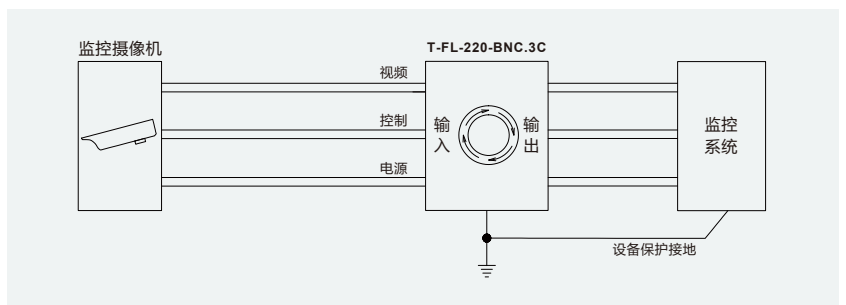 监控摄像机
T-FL-220-BNC.3C
视频
控制
电源
输入
输出
监控
系统
设备保护接地